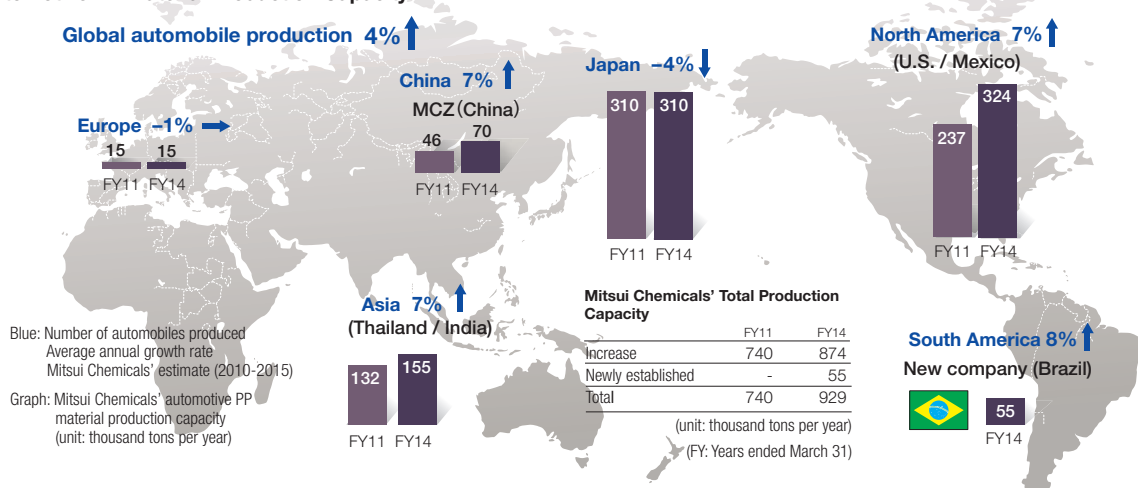 Global automobile production 4%
Europe –1%
15 15
FY11 FY14
China 7%
MCZ (China)
46 70
FY11 FY14
Japan –4%
310 310
FY11 FY14
North America 7%
(U.S. / Mexico)
237 324
FY11 FY14
Asia 7%
(Thailand / India)
132 155
FY11 FY14
South America 8%
New company (Brazil)
55
FY14
Mitsui Chemicals' Total Production
Capacity
FY11 FY14
Increase 740 874
Newly established - 55
Total 740 929
(unit: thousand tons per year)
(FY: Years ended March 31)
Blue: Number of automobiles produced
Average annual growth rate
Mitsui Chemicals' estimate (2010-2015)
Graph: Mitsui Chemicals' automotive PP
material production capacity
(unit: thousand tons per year)